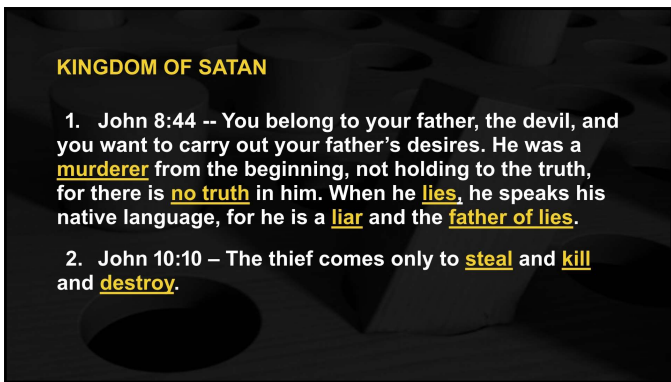 KINGDOM OF SATAN
1. John 8:44 -- You belong to your father, the devil, and
you want to carry out your father’s desires. He was a
murderer from the beginning, not holding to the truth,
for there is no truth in him. When he lies, he speaks his
native language, for he is a liar and the father of lies.
2. John 10:10 – The thief comes only to steal and kill
and destroy.